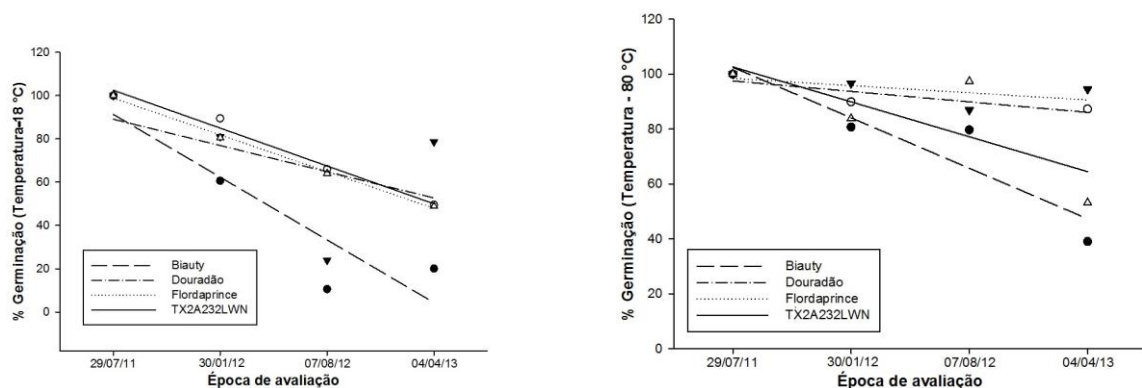 % Germinação (Temperatura-18 °C)
120
100
80
60
40
20
0
Biauty
Douradão
Flordaprince
TX2A232LWN
29/07/11 30/01/12 07/08/12 04/04/13
Época de avaliação
% Germinação (Temperatura - 80 °C)
120
100
80
60
40
20
0
Biauty
Douradão
Flordaprince
TX2A232LWN
29/07/11 30/01/12 07/08/12 04/04/13
Época de avaliação